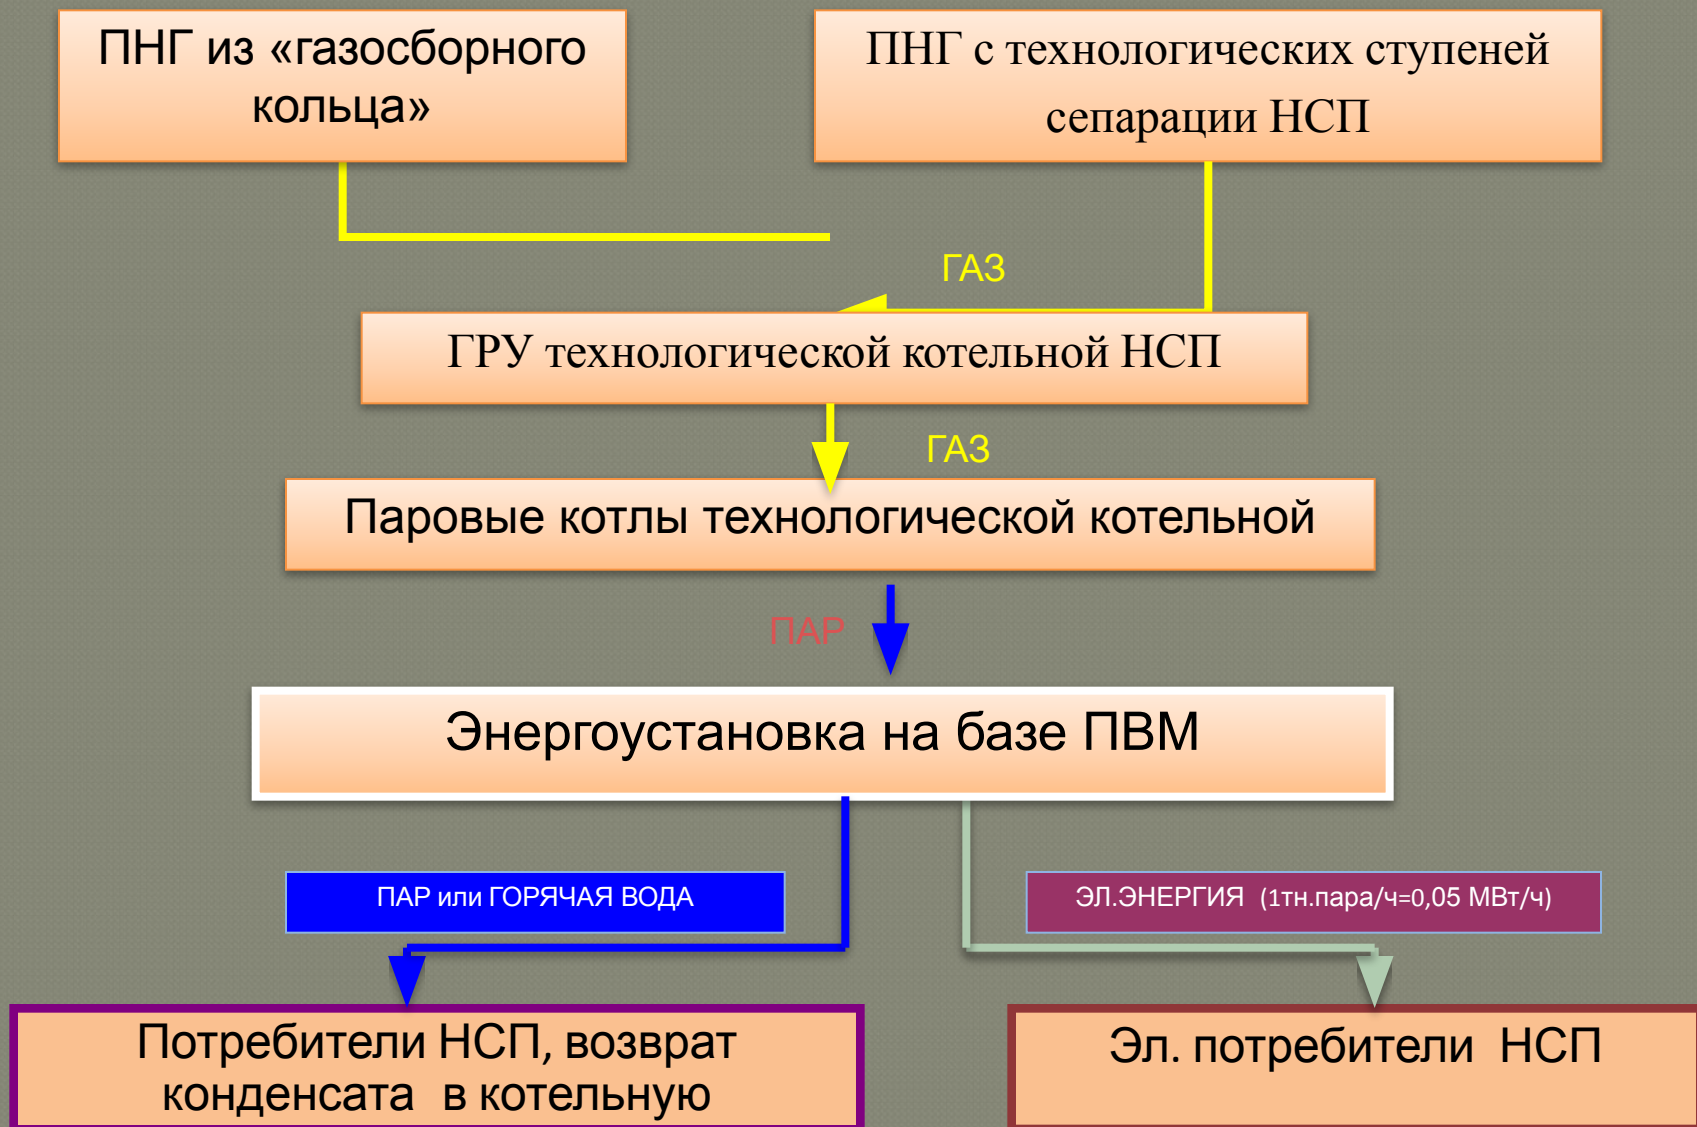 ПНГ из «газосборного
кольца»
ПНГ с технологических ступеней
сепарации НСП
ГАЗ
ГРУ технологической котельной НСП
ГАЗ
Паровые котлы технологической котельной
ПАР
Энергоустановка на базе ПВМ
ПАР или ГОРЯЧАЯ ВОДА
ЭЛ.ЭНЕРГИЯ (1тн.пара/ч=0,05 МВт/ч)
Потребители НСП, возврат
конденсата в котельную
Эл. потребители НСП